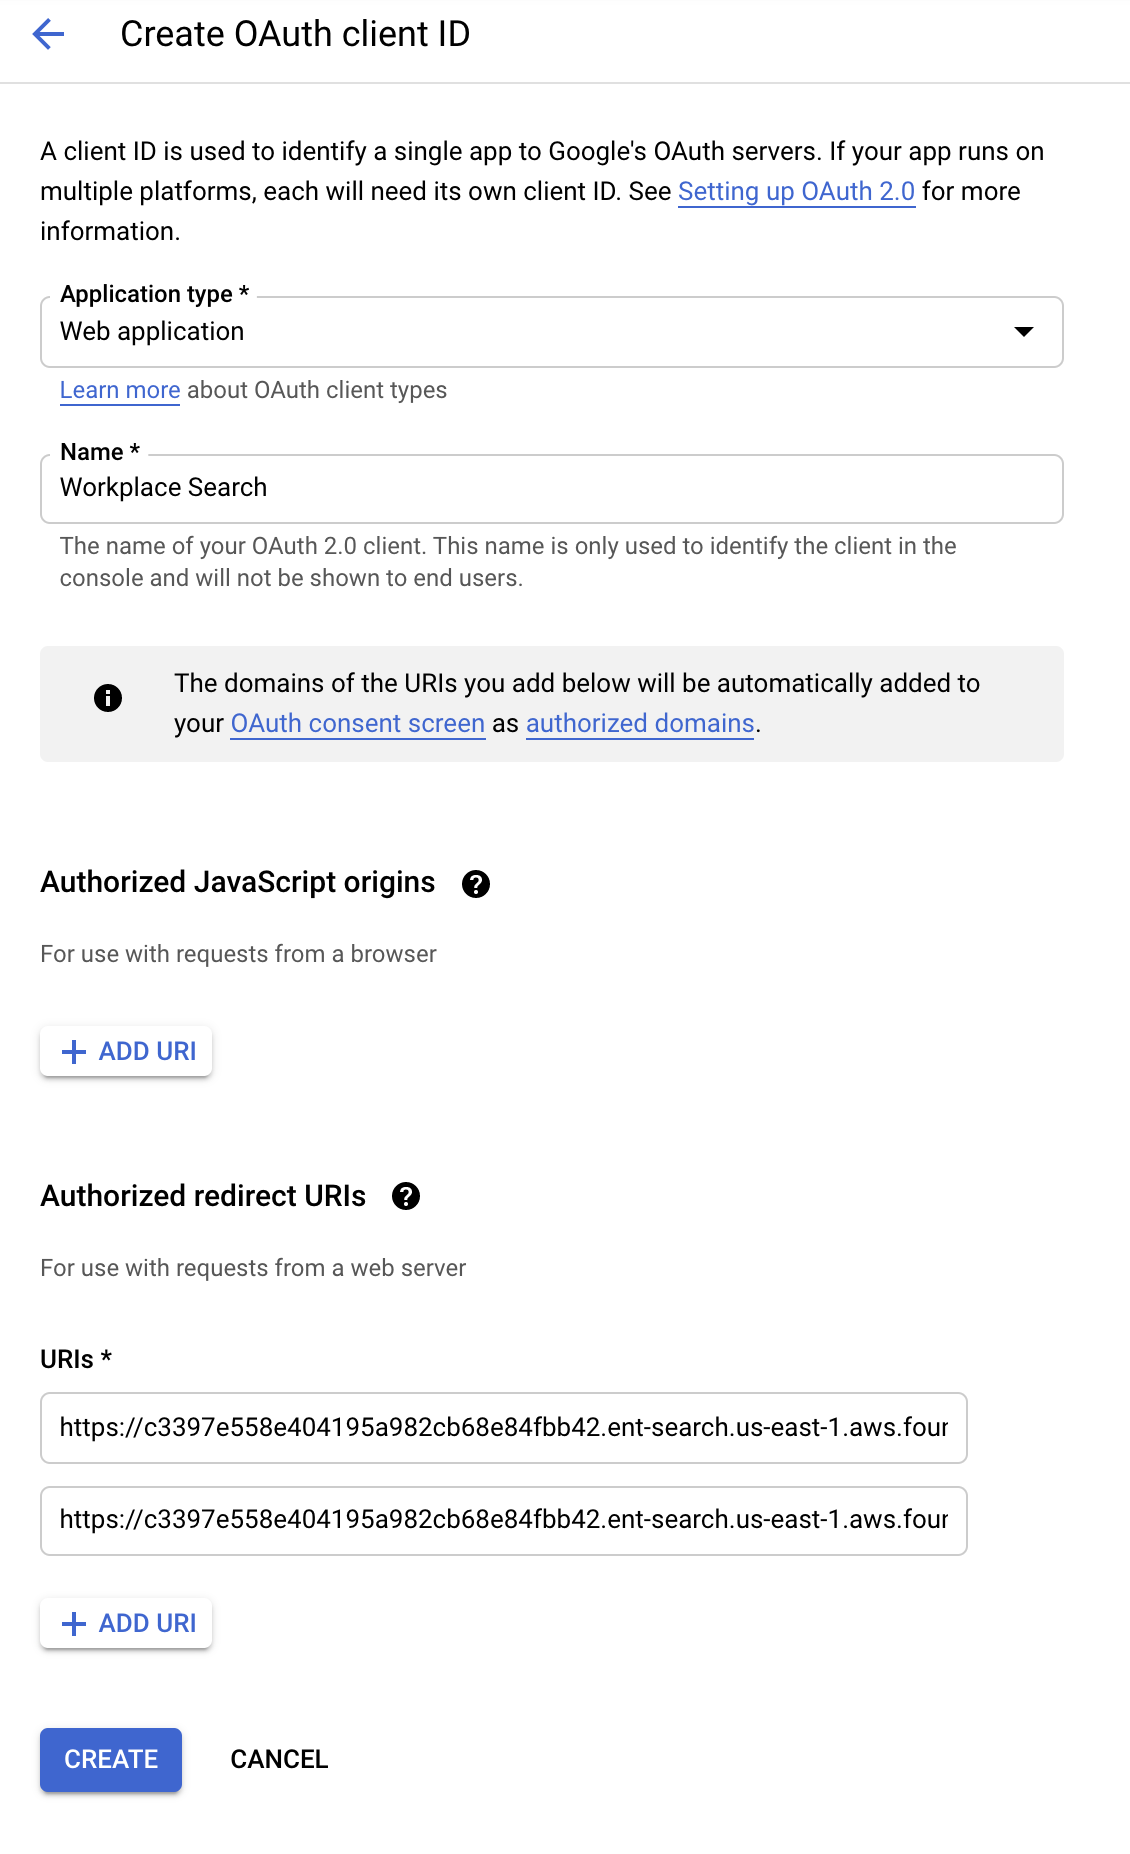 Create OAuth client ID
A client ID is used to identify a single app to Google's OAuth servers. If your app runs on
multiple platforms, each will need its own client ID. See Setting up OAuth 2.0 for more
information.
Application type *
Web application
Learn more about OAuth client types
Name *
Workplace Search
The name of your OAuth 2.0 client. This name is only used to identify the client in the
console and will not be shown to end users.
The domains of the URIs you add below will be automatically added to
your OAuth consent screen as authorized domains.
Authorized JavaScript origins
For use with requests from a browser
ADD URI
Authorized redirect URIs
For use with requests from a web server
URIs *
https://c3397e558e404195a982cb68e84fbb42.ent-search.us-east-1.aws.four
https://c3397e558e404195a982cb68e84fbb42.ent-search.us-east-1.aws.four
ADD URI
CREATE CANCEL